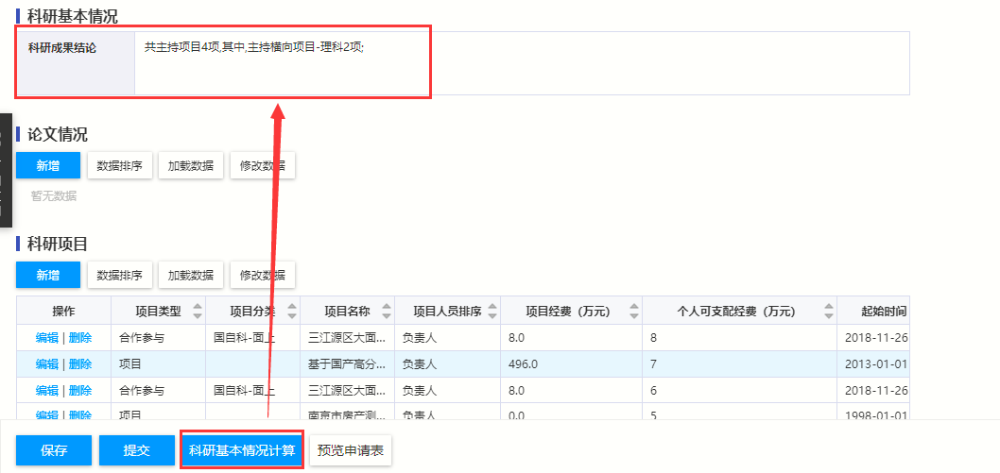 科研基本情况
科研成果结论 共主持项目4项,其中,主持横向项目-理科2项;
论文情况
新增 数据排序 加载数据 修改数据
暂无数据
科研项目
新增 数据排序 加载数据 修改数据
操作 项目类型 项目分类 项目名称 项目人员排序 项目经费（万元） 个人可支配经费（万元） 起始时间
编辑 | 删除 合作参与 国自科-面上 三江源区大面... 负责人 8.0 8 2018-11-26
编辑 | 删除 项目 基于国产高分... 负责人 496.0 7 2013-01-01
编辑 | 删除 合作参与 国自科-面上 三江源区大面... 负责人 8.0 6 2018-11-26
编辑 | 删除 项目 南京市房产测... 负责人 0.0 5 1998-01-01
保存 提交 科研基本情况计算 预览申请表